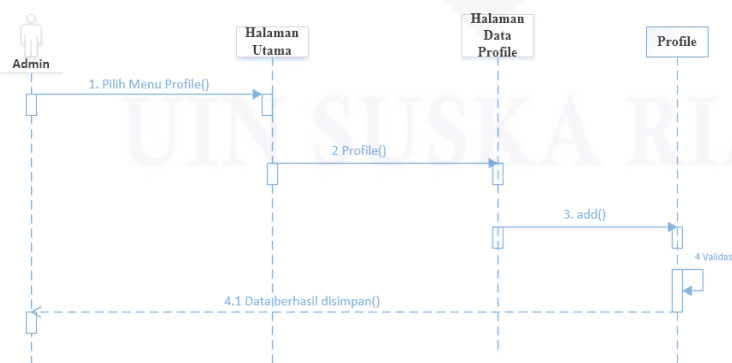 Halaman
Utama
Halaman
Data
Profile
Profile
Admin
1. Pilih Menu Profile()
2 Profile()
3. add()
4 Validas
4.1 Data berhasil disimpan()
UIN SUSKA RI